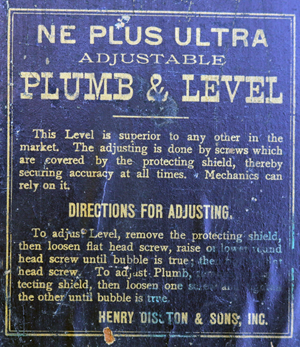 NE PLUS ULTRA
ADJUSTABLE
PLUMB & LEVEL
This Level is superior to any other in the
market. The adjusting is done by screws which
are covered by the protecting shield, thereby
securing accuracy at all times. Mechanics can
rely on it.
DIRECTIONS FOR ADJUSTING.
To adjust Level, remove the protecting shield,
then loosen flat head screw, raise or lower round
head screw until bubble is true; the
head screw. To adjust Plumb, pro-
tecting shield, then loosen one
the other until bubble is true.
HENRY DISSTON & SONS, INC.